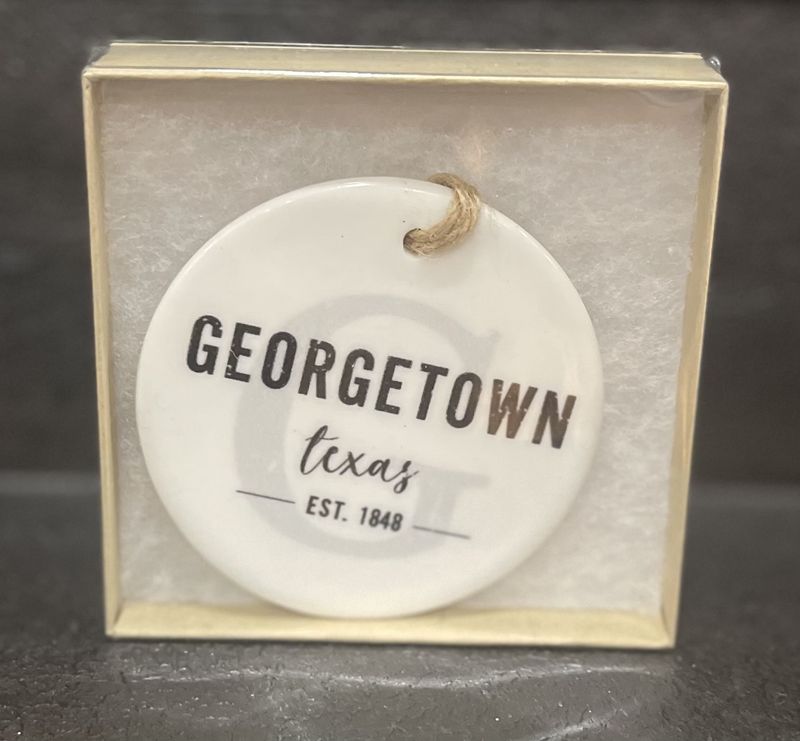 G
GEORGETOWN
texas
EST. 1848